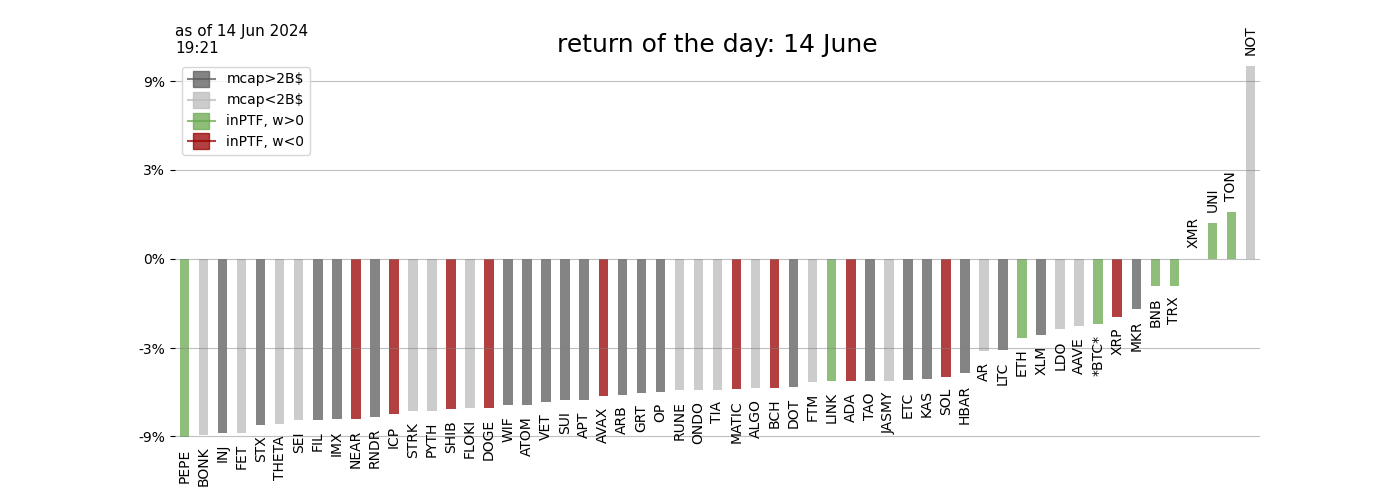 as of 14 Jun 2024
19:21
return of the day: 14 June
mcap>2B$
mcap<2B$
inPTF, w>0
inPTF, w<0
9%
3%
0%
-3%
-9%
PEPE
BONK
INJ
FET
STX
THETA
SEI
FIL
IMX
NEAR
RNDR
ICP
STRK
PYTH
SHIB
FLOKI
DOGE
WIF
ATOM
VET
SUI
APT
AVAX
ARB
GRT
OP
RUNE
ONDO
TIA
MATIC
ALGO
BCH
DOT
FTM
LINK
ADA
TAO
JASMY
ETC
KAS
SOL
HBAR
AR
LTC
ETH
XLM
LDO
AAVE
*BTC*
XRP
MKR
BNB
TRX
XMR
UNI
TON
NOT